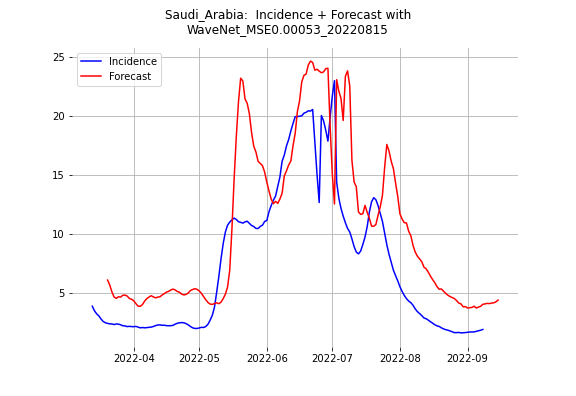 Saudi_Arabia:  Incidence + Forecast with
WaveNet_MSE0.00053_20220815
25
20
15
10
5
Incidence
Forecast
2022-04
2022-05
2022-06
2022-07
2022-08
2022-09